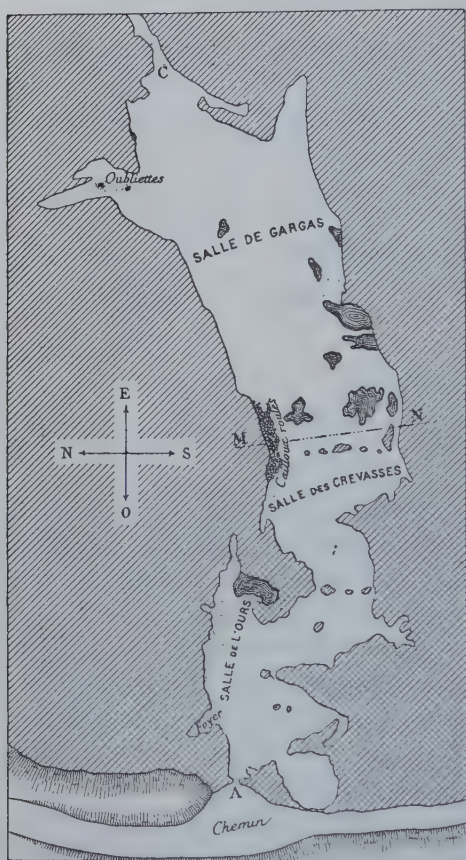 C
Oubliettes
SALLE DE GARGAS
E
N S
O
M N
Cailloux roulés
SALLE DES CREVASSES
SALLE DE L'OURS
Foyer
A
Chemin